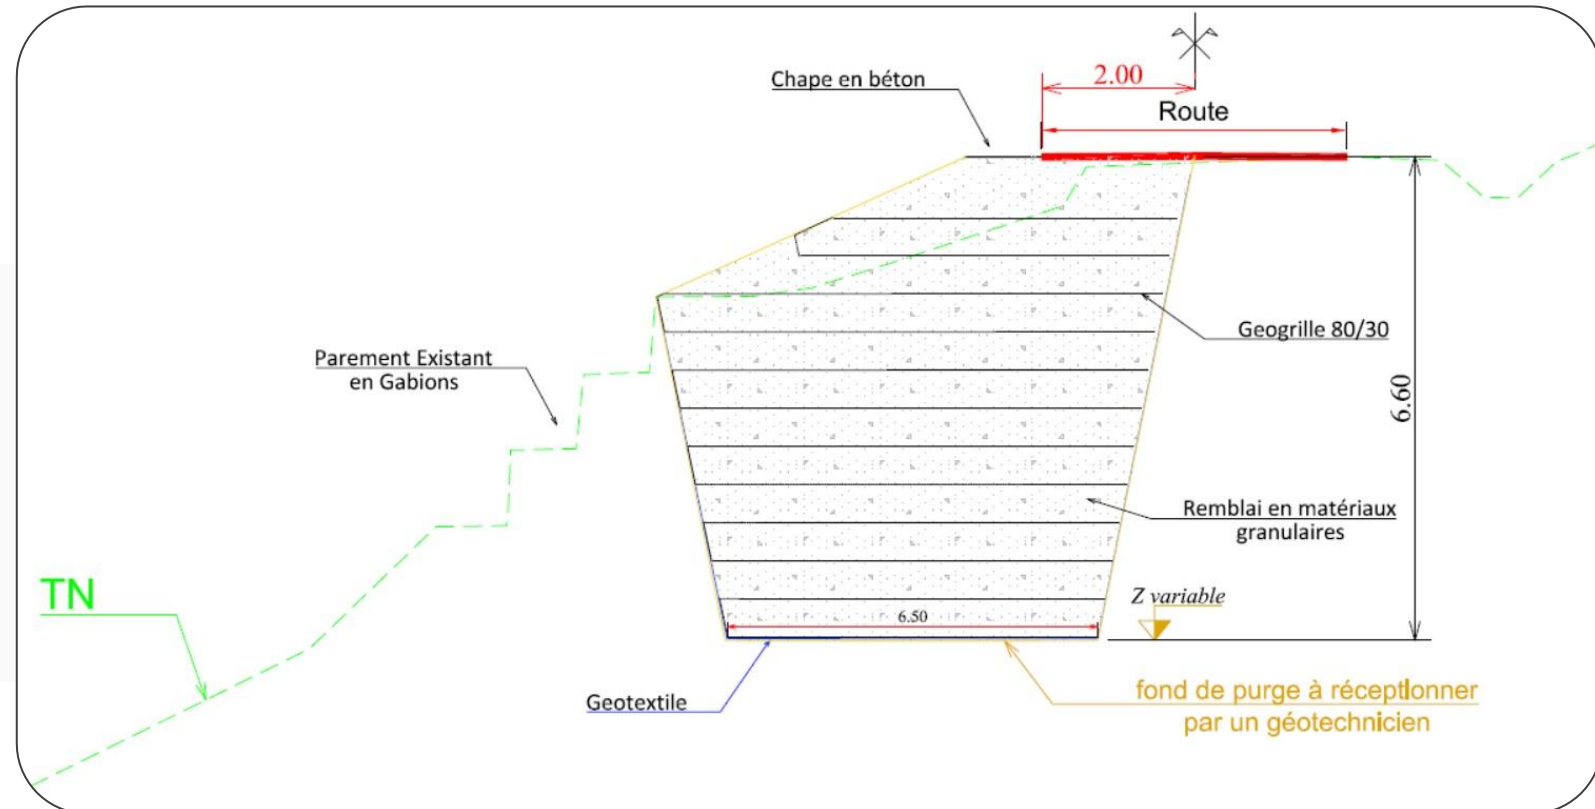 2.00
Chape en béton
Route
Geogrille 80/30
Parement Existant
en Gabions
6.60
Remblai en matériaux
granulaires
TN
Z variable
6.50
Geotextile
fond de purge à réceptionner
par un géotechnicien